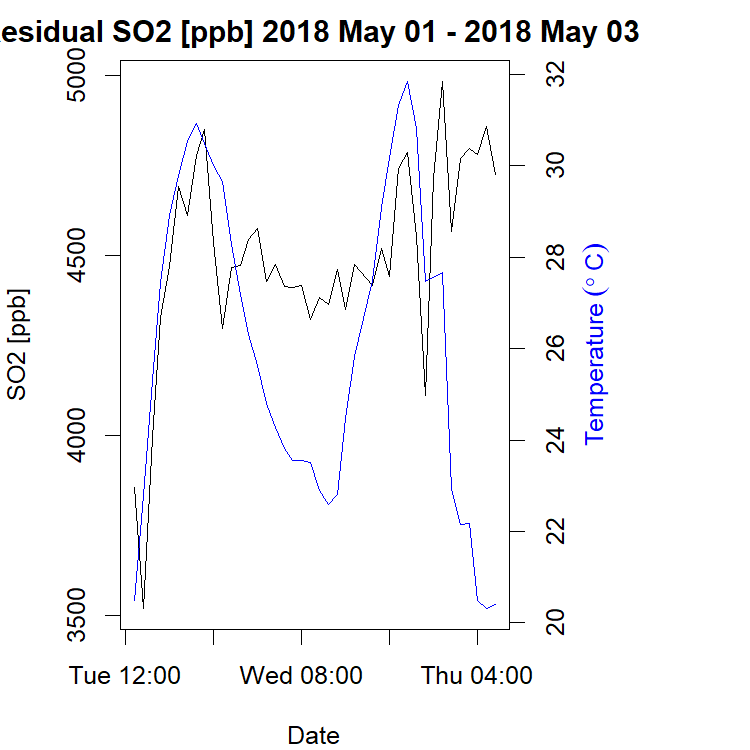 esidual SO2 [ppb] 2018 May 01 - 2018 May 03
SO2 [ppb]
5000
4500
4000
3500
32
30
28
26
24
22
20
Temperature (° C)
Tue 12:00 Wed 08:00 Thu 04:00
Date